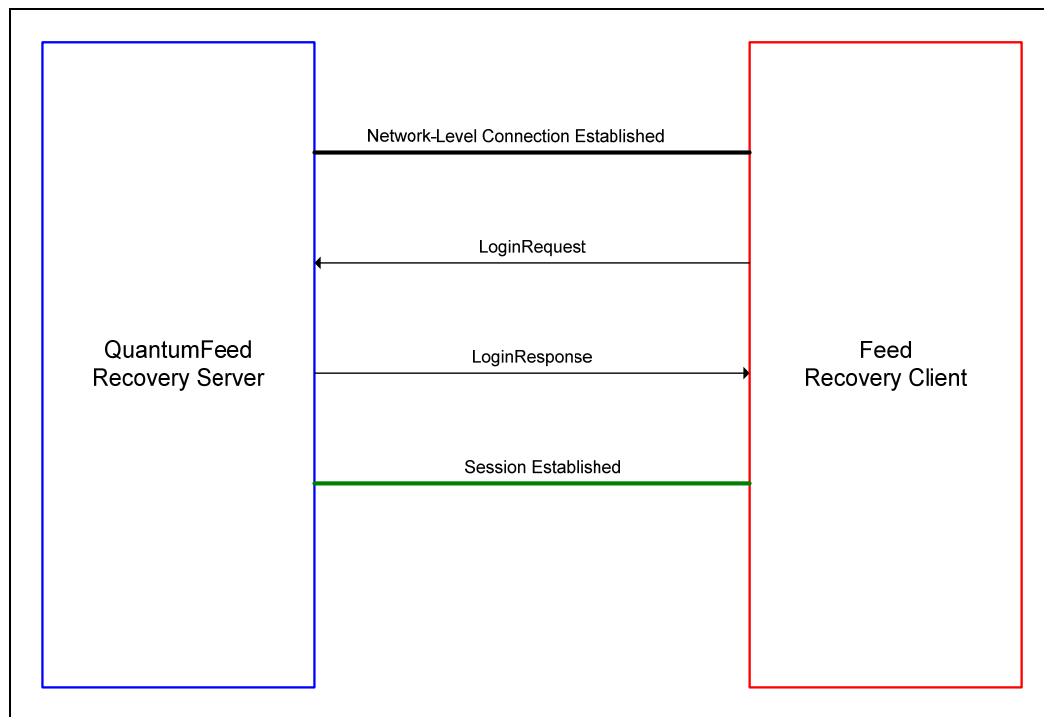 Network-Level Connection Established
LoginRequest
QuantumFeed
Recovery Server
LoginResponse
Feed
Recovery Client
Session Established